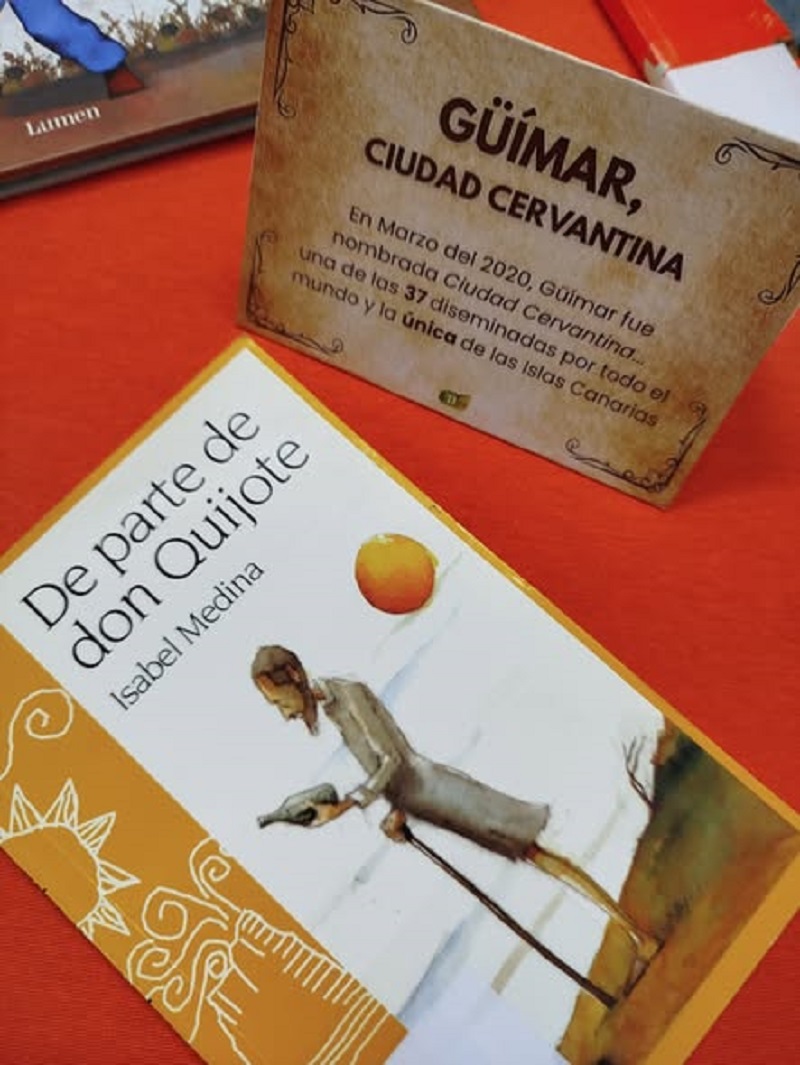 Lumen
GÜÍMAR,
CIUDAD CERVANTINA
En Marzo del 2020, Güímar fue
nombrada Ciudad Cervantina...
una de las 37 diseminadas por todo el
mundo y la única de las Islas Canarias
De parte de
don Quijote
Isabel Medina